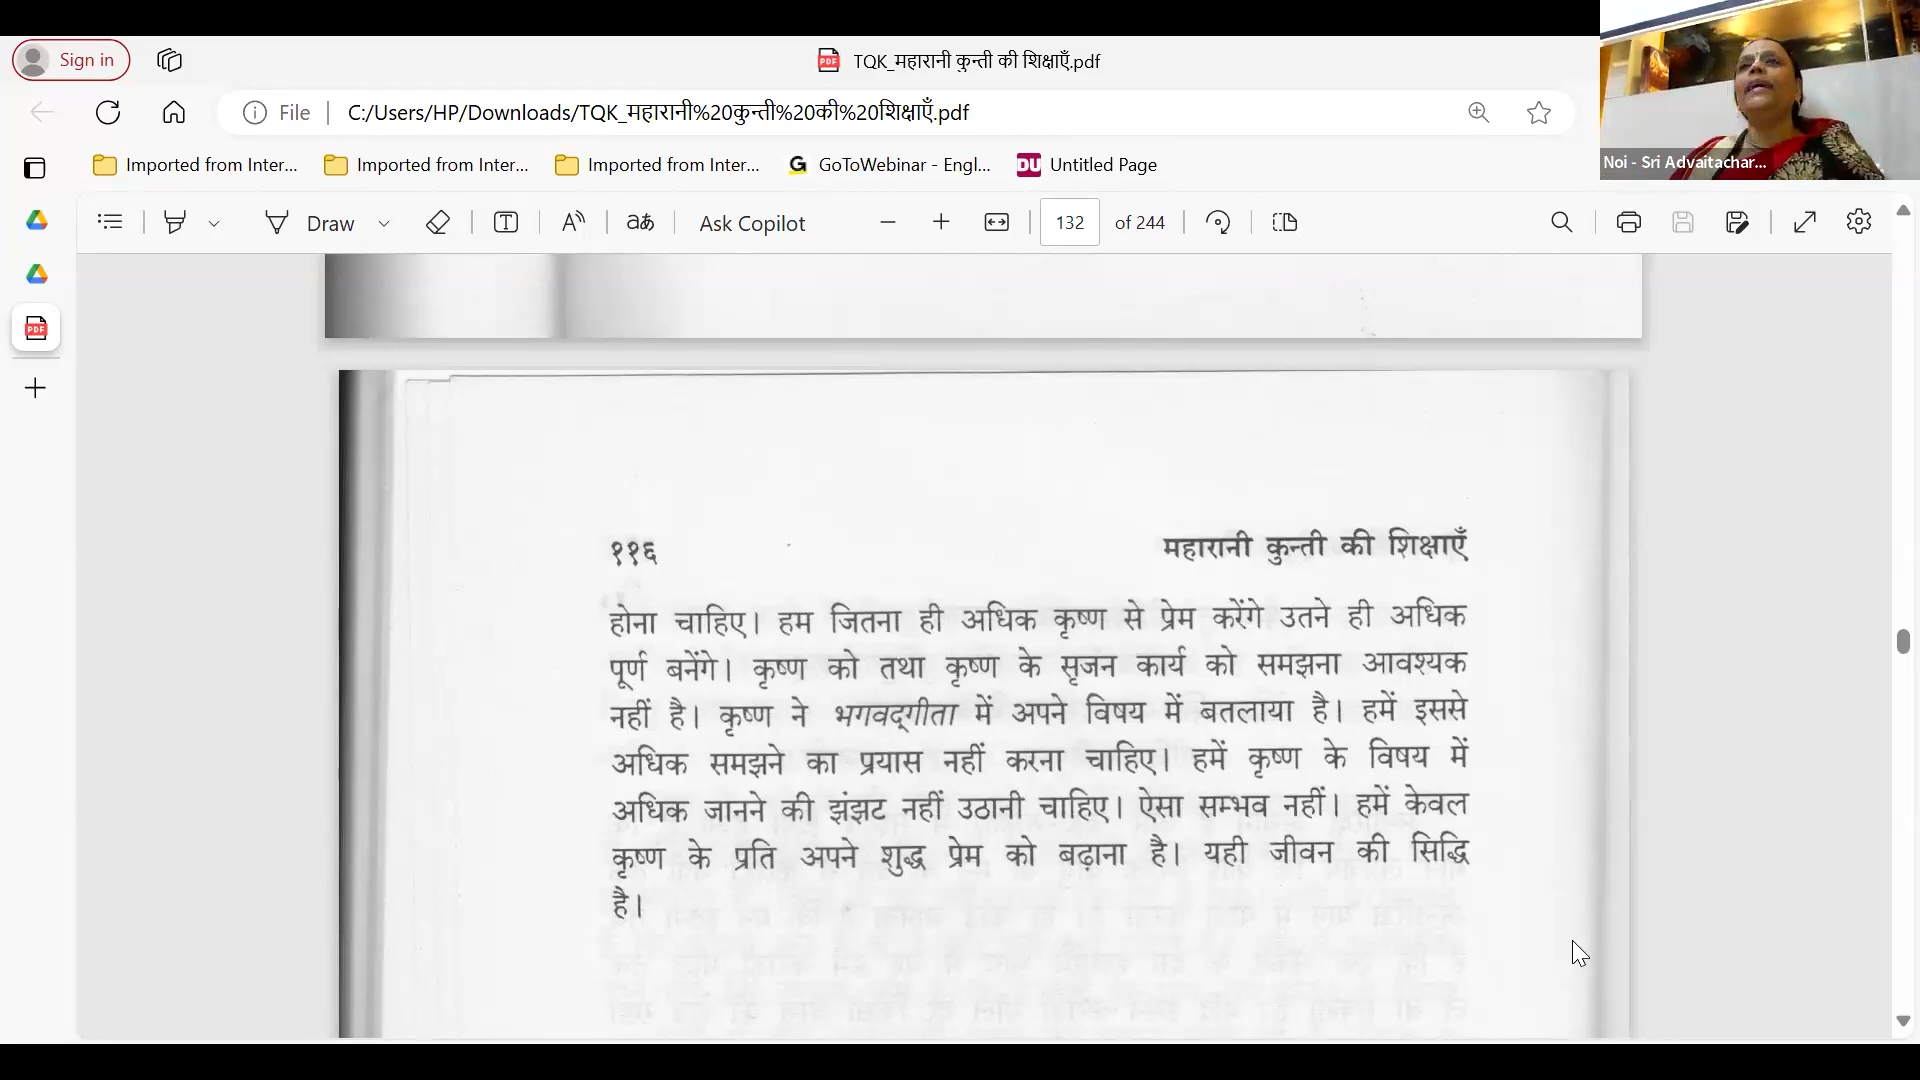 Sign in
TQK_महारानी कुन्ती की शिक्षाएँ.pdf
File
C:/Users/HP/Downloads/TQK_महारानी%20कुन्ती%20की%20शिक्षाएँ.pdf
Imported from Inter...
Imported from Inter...
Imported from Inter...
G GoToWebinar - Engl...
DU Untitled Page
Noi - Sri Advaitachar...
Draw
aあ
Ask Copilot
132 of 244
PDF
११६
महारानी कुन्ती की शिक्षाएँ
होना चाहिए। हम जितना ही अधिक कृष्ण से प्रेम करेंगे उतने ही अधिक
पूर्ण बनेंगे। कृष्ण को तथा कृष्ण के सृजन कार्य को समझना आवश्यक
नहीं है। कृष्ण ने भगवद्‌गीता में अपने विषय में बतलाया है। हमें इससे
अधिक समझने का प्रयास नहीं करना चाहिए। हमें कृष्ण के विषय में
अधिक जानने की झंझट नहीं उठानी चाहिए। ऐसा सम्भव नहीं। हमें केवल
कृष्ण के प्रति अपने शुद्ध प्रेम को बढ़ाना है। यही जीवन की सिद्धि
है।